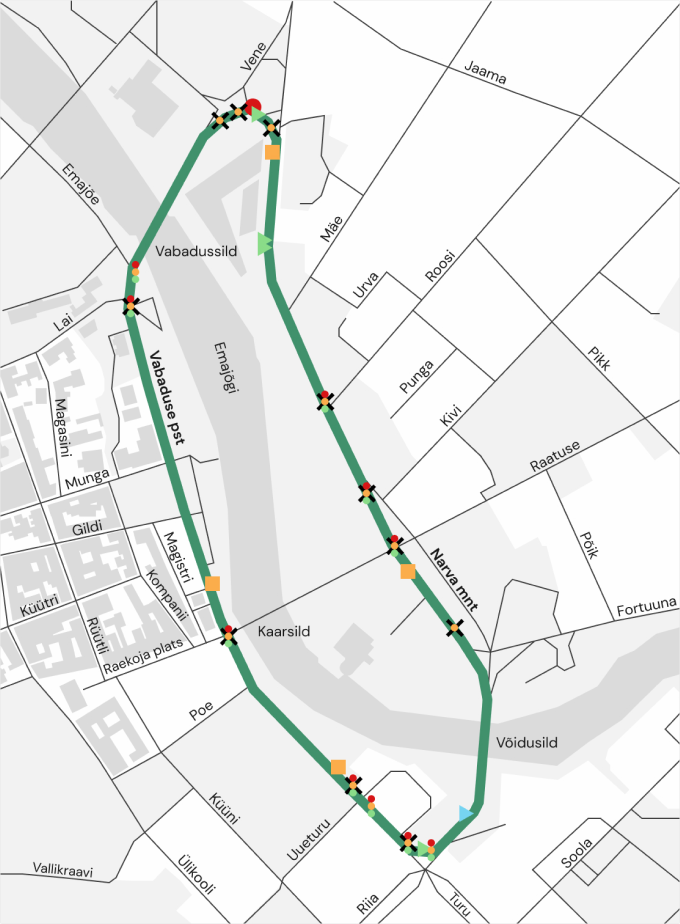 Vene
Jaama
Emajõe
Mäe
Vabadussild
Roosi
Urva
Lai
Emajõgi
Vabaduse pst
Punga
Pikk
Magasini
Kivi
Raatuse
Munga
Gildi
Põik
Magistri
Narva mnt
Kompanii
Küütri
Fortuuna
Rüütli
Kaarsild
Raekoja plats
Poe
Võidusild
Küüni
Uueturu
Soola
Vallikraavi
Ülikooli
Riia
Turu